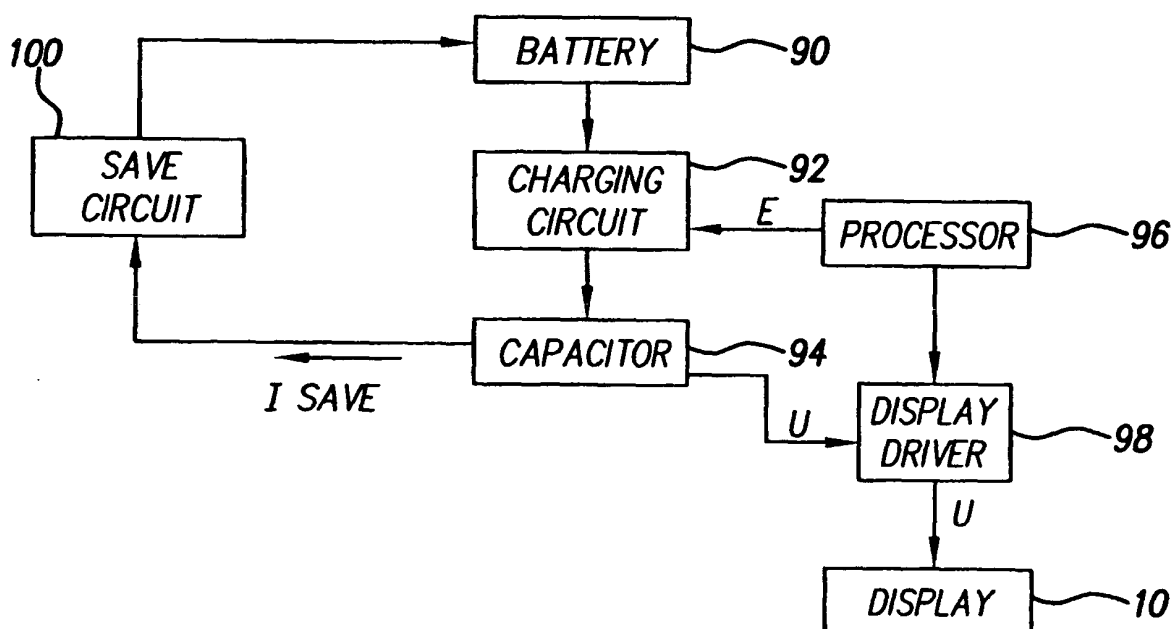 100
BATTERY
90
SAVE
CIRCUIT
CHARGING
CIRCUIT
92
E
PROCESSOR
96
CAPACITOR
94
I SAVE
U
DISPLAY
DRIVER
98
U
DISPLAY
10